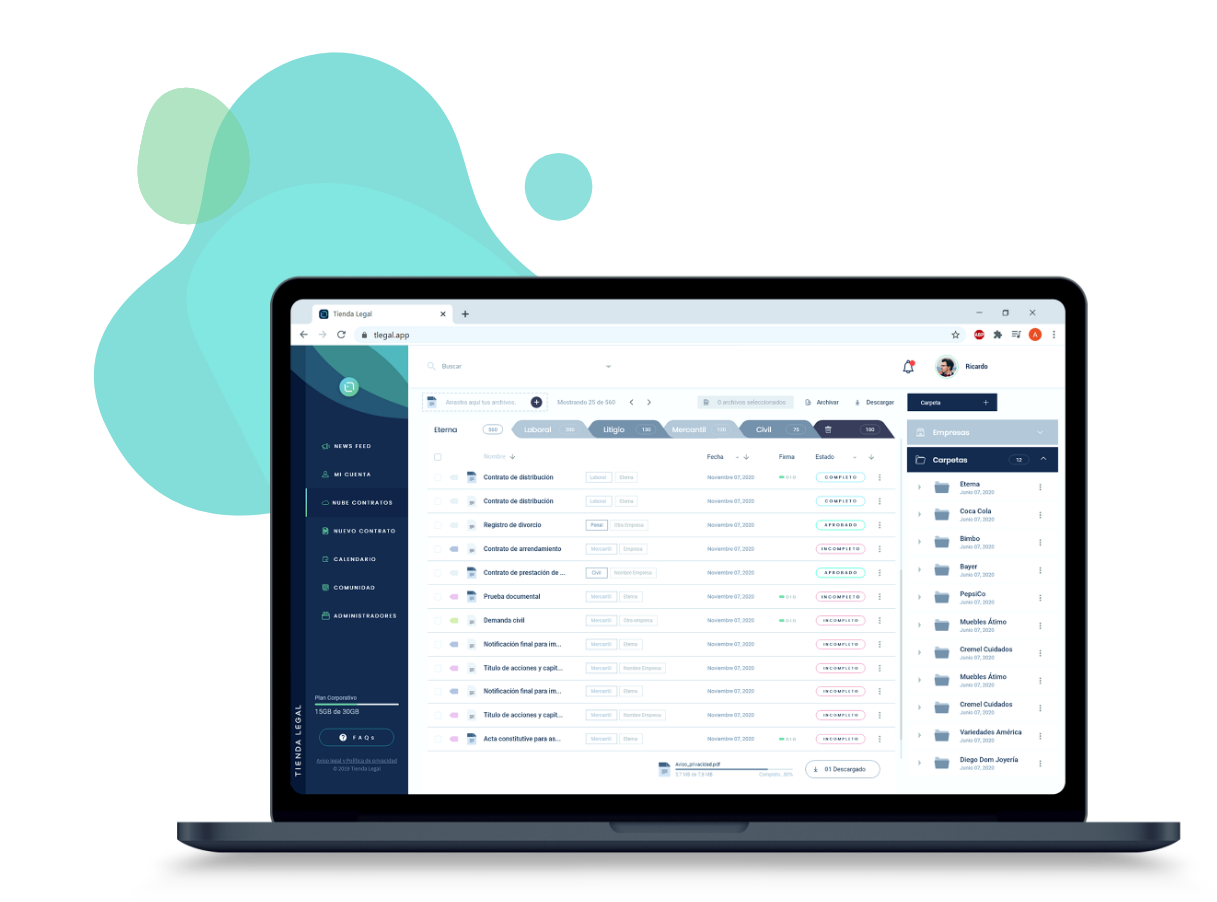 Tienda Legal
tlegal.app
Buscar
Ricardo
Arrastra aquí tus archivos.
Mostrando 25 de 560
0 archivos seleccionados
Archivar
Descargar
Carpeta +
Eterna 560 Laboral Litigio Mercantil Civil 100
Empresas
Carpetas 12
Nombre Fecha Firma Estado
NEWS FEED
MI CUENTA
NUBE CONTRATOS
NUEVO CONTRATO
CALENDARIO
COMUNIDAD
ADMINISTRADORES
Contrato de distribución Laboral Eterna Noviembre 07, 2020 COMPLETO
Contrato de distribución Laboral Eterna Noviembre 07, 2020 COMPLETO
Registro de divorcio Penal Otra Empresa Noviembre 07, 2020 APROBADO
Contrato de arrendamiento Mercantil Empresa Noviembre 07, 2020 INCOMPLETO
Contrato de prestación de ... Civil Nombre Empresa Noviembre 07, 2020 APROBADO
Prueba documental Mercantil Eterna Noviembre 07, 2020 INCOMPLETO
Demanda civil Mercantil Otra empresa Noviembre 07, 2020 INCOMPLETO
Notificación final para im... Mercantil Eterna Noviembre 07, 2020 INCOMPLETO
Título de acciones y capit... Mercantil Nombre Empresa Noviembre 07, 2020 INCOMPLETO
Notificación final para im... Mercantil Eterna Noviembre 07, 2020 INCOMPLETO
Título de acciones y capit... Mercantil Nombre Empresa Noviembre 07, 2020 INCOMPLETO
Acta constitutive para as... Mercantil Eterna Noviembre 07, 2020 INCOMPLETO
Eterna
Junio 07, 2020
Coca Cola
Junio 07, 2020
Bimbo
Junio 07, 2020
Bayer
Junio 07, 2020
PepsiCo
Junio 07, 2020
Muebles Átimo
Junio 07, 2020
Cremel Cuidados
Junio 07, 2020
Muebles Átimo
Junio 07, 2020
Cremel Cuidados
Junio 07, 2020
Variedades América
Junio 07, 2020
Diego Dom Joyería
Junio 07, 2020
Plan Corporativo
15GB de 30GB
FAQs
Aviso legal y Política de privacidad
© 2019 Tienda Legal
TIENDA LEGAL
Aviso_privacidad.pdf
01 Descargado